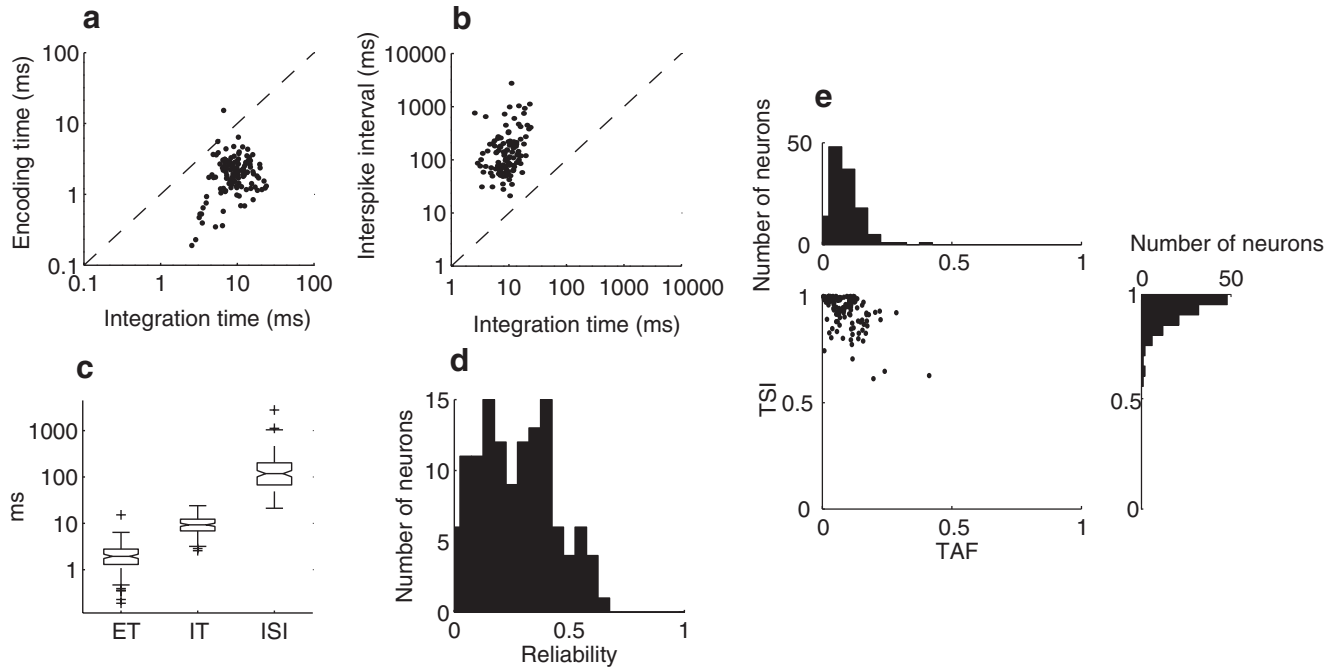 a
Encoding time (ms)
100
10
1
0.1
0.1 1 10 100
Integration time (ms)
b
Interspike interval (ms)
10000
1000
100
10
1
1 10 100 1000 10000
Integration time (ms)
c
ms
1000
100
10
1
ET IT ISI
d
Number of neurons
15
10
5
0
0 0.5 1
Reliability
e
Number of neurons
50
0
0 0.5 1
TSI
1
0.5
0
0 0.5 1
TAF
Number of neurons
0 50
1
0.5
0